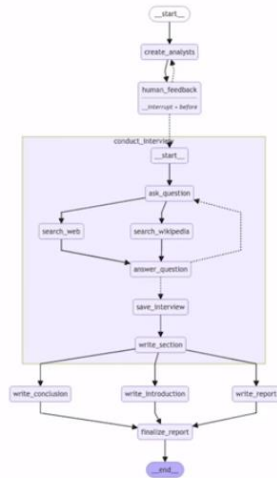 __start__
create_analysts
human_feedback
__interrupt = before
conduct_interview
__start__
ask_question
search_web
search_wikipedia
answer_question
save_interview
write_section
write_conclusion
write_introduction
write_report
finalize_report
__end__